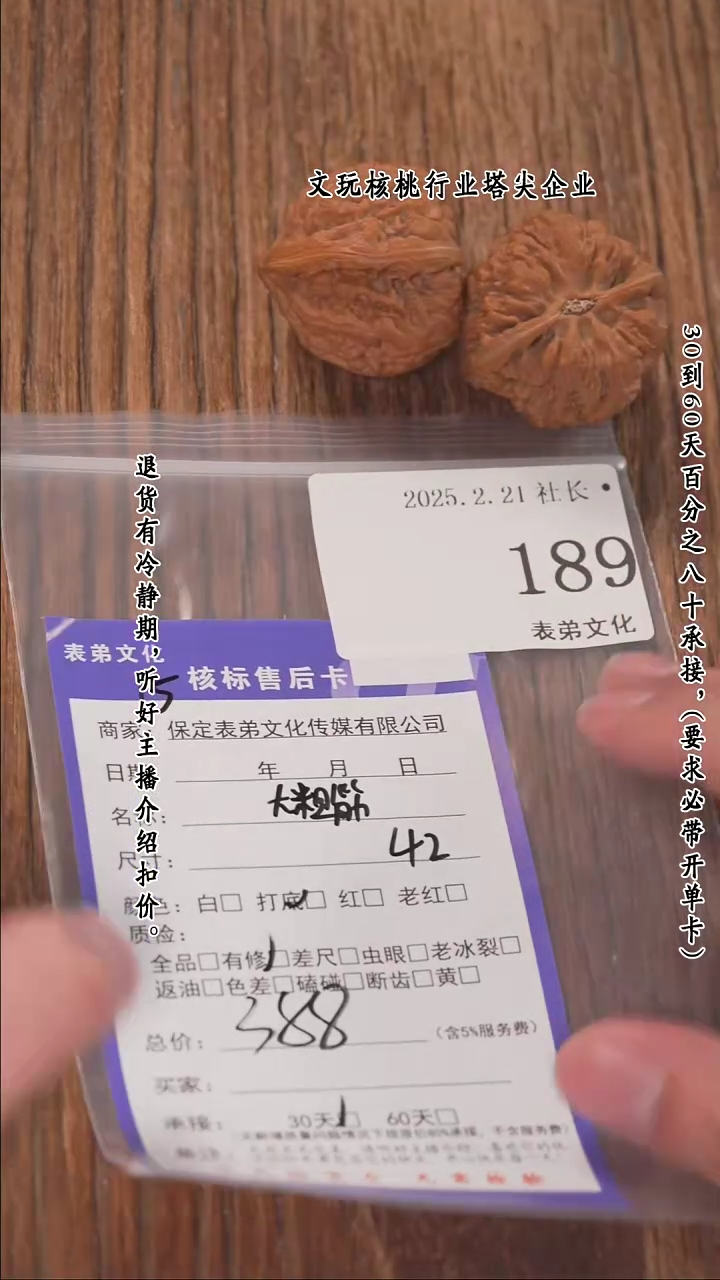 文玩核桃行业塔尖企业
30到60天百分之八十承接，（要求必带开单卡）
退货有冷静期，听好主播介绍扣价。
2025.2.21 社长
189
表弟文化
表弟文化
5
核标售后卡
商家 保定表弟文化传媒有限公司
日期 年 月 日
名 大粗筋
尺寸: 42
颜色: 白□ 打底□ 红□ 老红□
质检:
全品□有修□差尺□虫眼□老冰裂□
返油□色差□磕碰□断齿□黄□
总价: 388 (含5%服务费)
买家:
承接: 30天□ 60天□
备注: